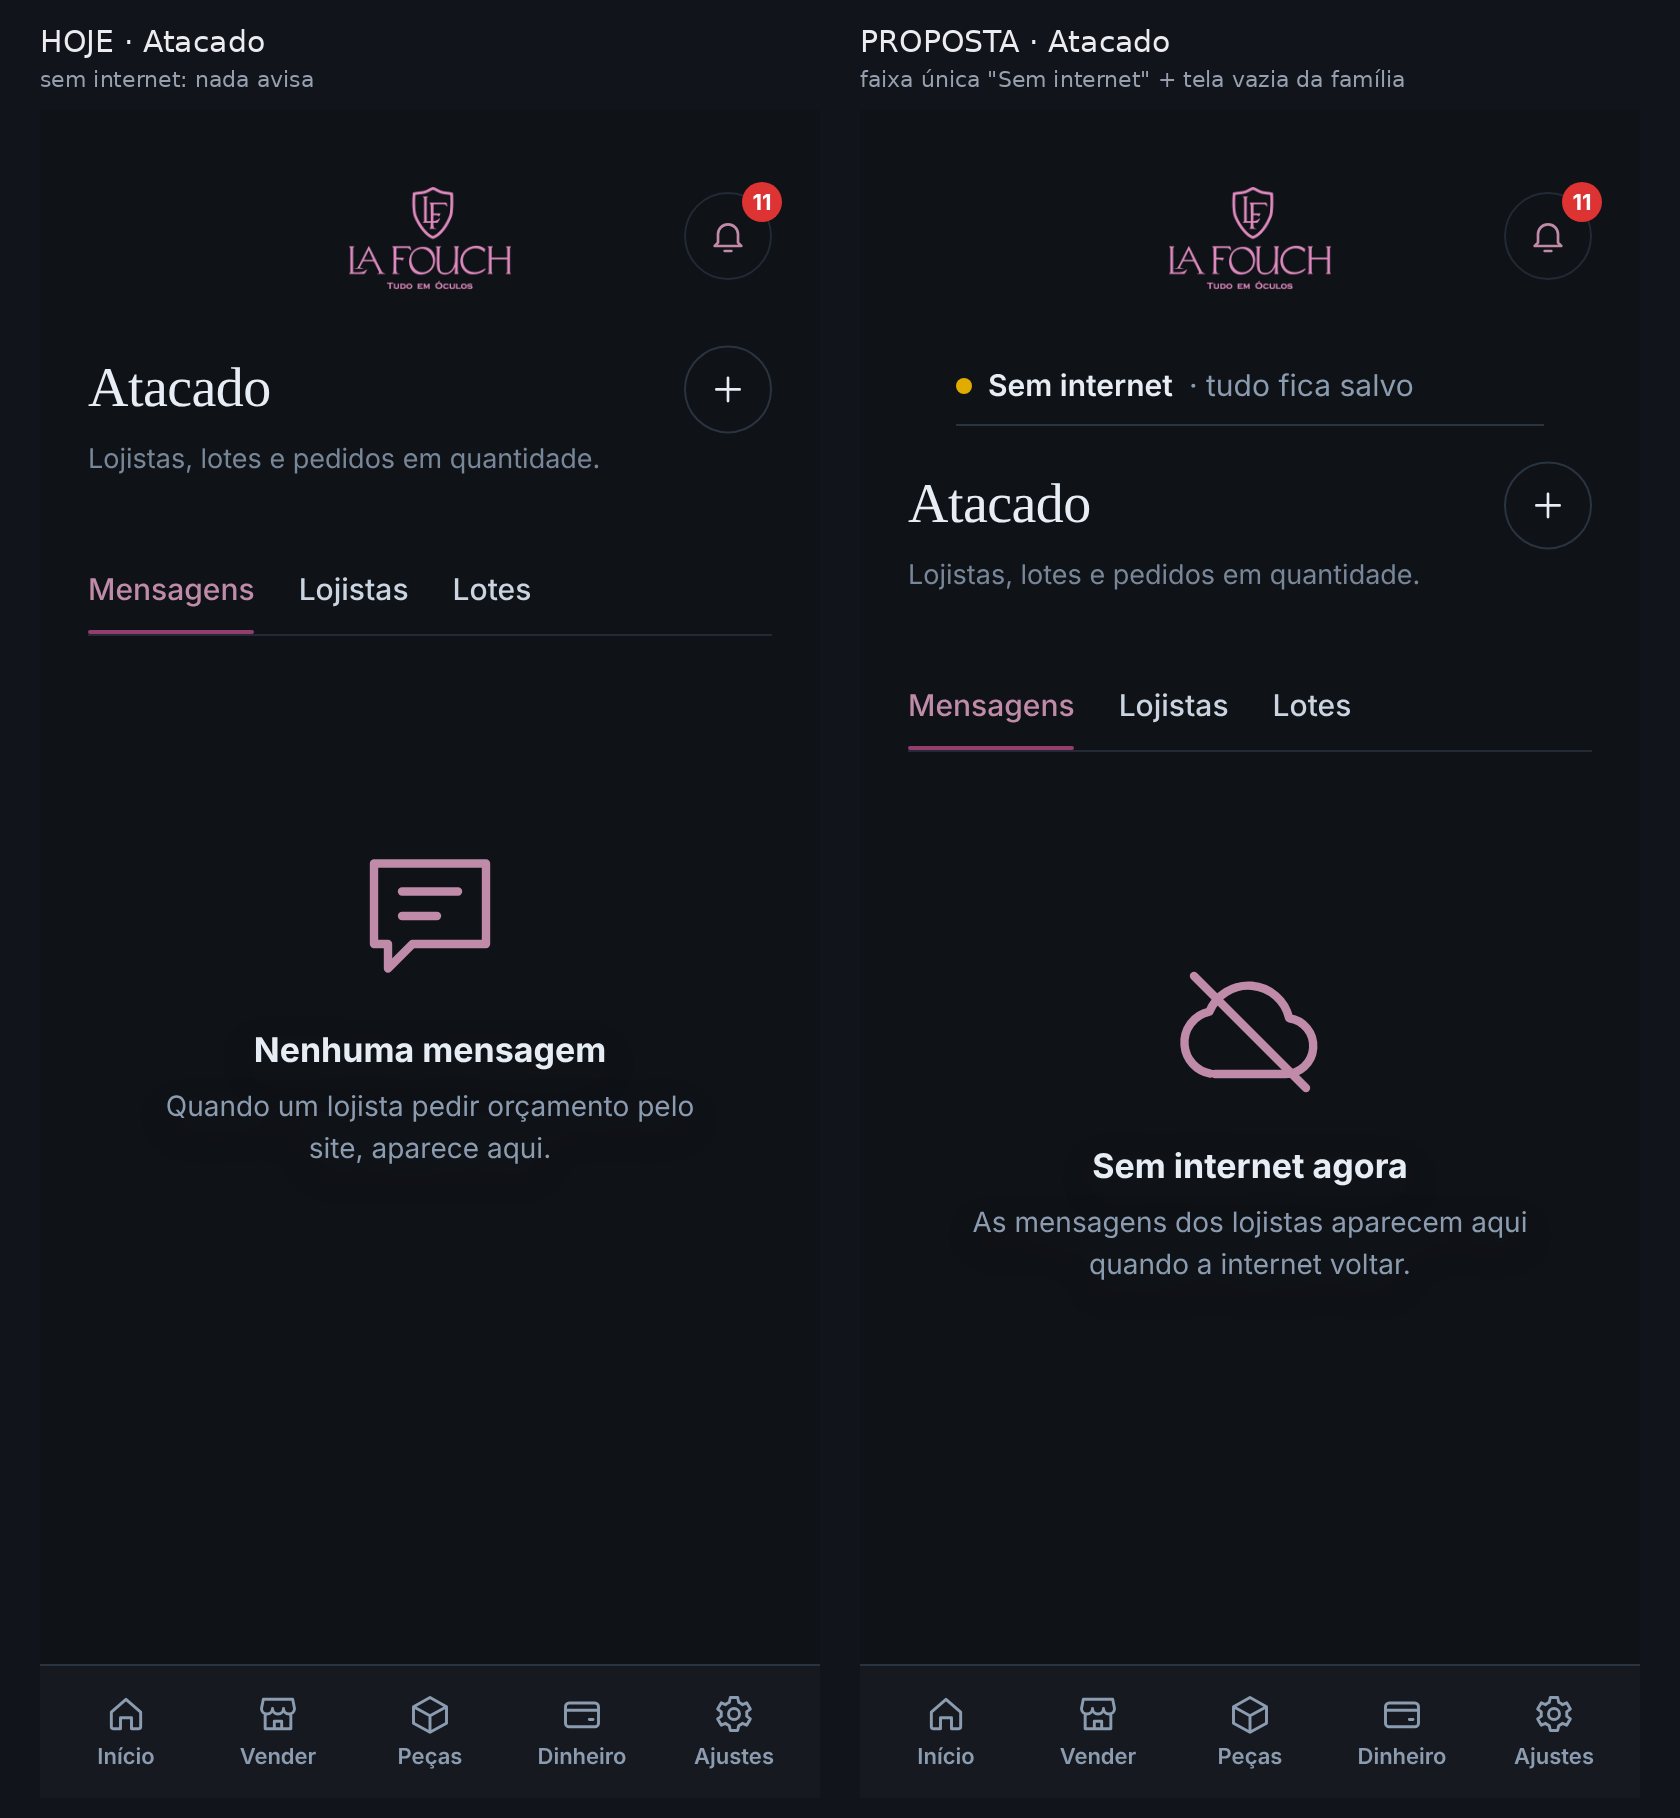 HOJE · Atacado
sem internet: nada avisa
LF
LA FOUCH
TUDO EM ÓCULOS
11
Atacado
+
Lojistas, lotes e pedidos em quantidade.
Mensagens Lojistas Lotes
Nenhuma mensagem
Quando um lojista pedir orçamento pelo
site, aparece aqui.
Início Vender Peças Dinheiro Ajustes
PROPOSTA · Atacado
faixa única "Sem internet" + tela vazia da família
LF
LA FOUCH
TUDO EM ÓCULOS
11
Sem internet · tudo fica salvo
Atacado
+
Lojistas, lotes e pedidos em quantidade.
Mensagens Lojistas Lotes
Sem internet agora
As mensagens dos lojistas aparecem aqui
quando a internet voltar.
Início Vender Peças Dinheiro Ajustes